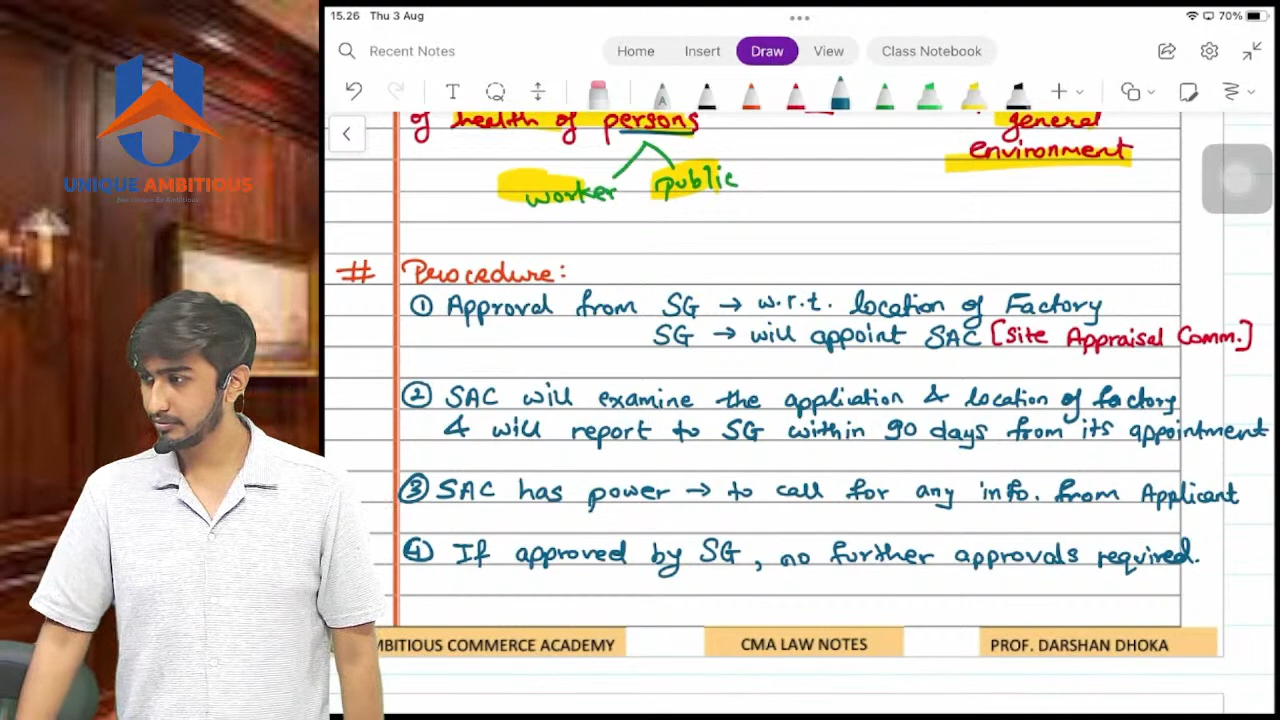 15.26 Thu 3 Aug
70%
Recent Notes
Home Insert Draw View Class Notebook
UNIQUE AMBITIOUS
of health of persons
general
environment
worker public
# Procedure:
① Approval from SG → w.r.t. location of Factory
SG → will appoint SAC [Site Appraisal Comm.]
② SAC will examine the application & location of factory
& will report to SG within 90 days from its appointment
③ SAC has power → to call for any info. from Applicant
④ If approved by SG, no further approvals required.
MBITIOUS COMMERCE ACADEMY
CMA LAW NOTES
PROF. DARSHAN DHOKA